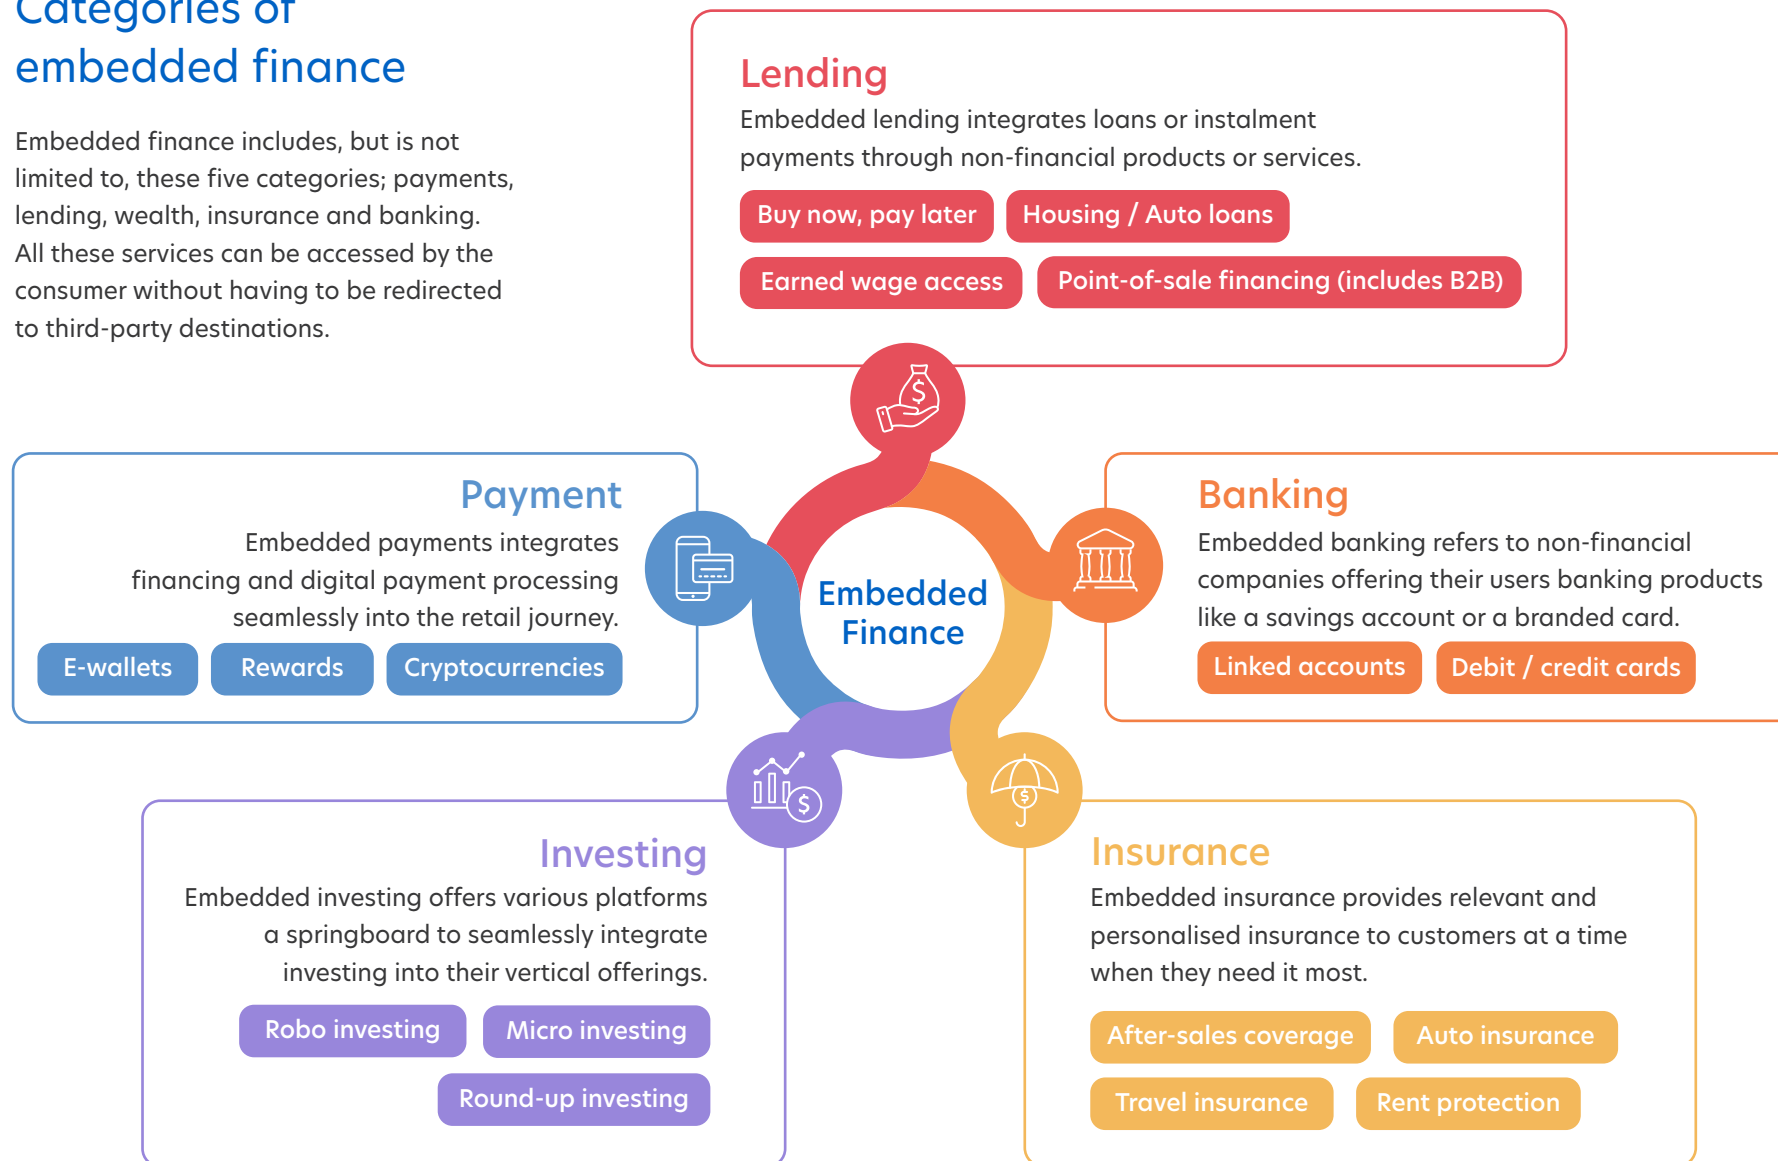 Categories of
embedded finance
Embedded finance includes, but is not
limited to, these five categories; payments,
lending, wealth, insurance and banking.
All these services can be accessed by the
consumer without having to be redirected
to third-party destinations.
Lending
Embedded lending integrates loans or instalment
payments through non-financial products or services.
Buy now, pay later
Housing / Auto loans
Earned wage access
Point-of-sale financing (includes B2B)
$
Payment
Embedded payments integrates
financing and digital payment processing
seamlessly into the retail journey.
E-wallets
Rewards
Cryptocurrencies
Embedded
Finance
Banking
Embedded banking refers to non-financial
companies offering their users banking products
like a savings account or a branded card.
Linked accounts
Debit / credit cards
$
Investing
Embedded investing offers various platforms
a springboard to seamlessly integrate
investing into their vertical offerings.
Robo investing
Micro investing
Round-up investing
$
Insurance
Embedded insurance provides relevant and
personalised insurance to customers at a time
when they need it most.
After-sales coverage
Auto insurance
Travel insurance
Rent protection